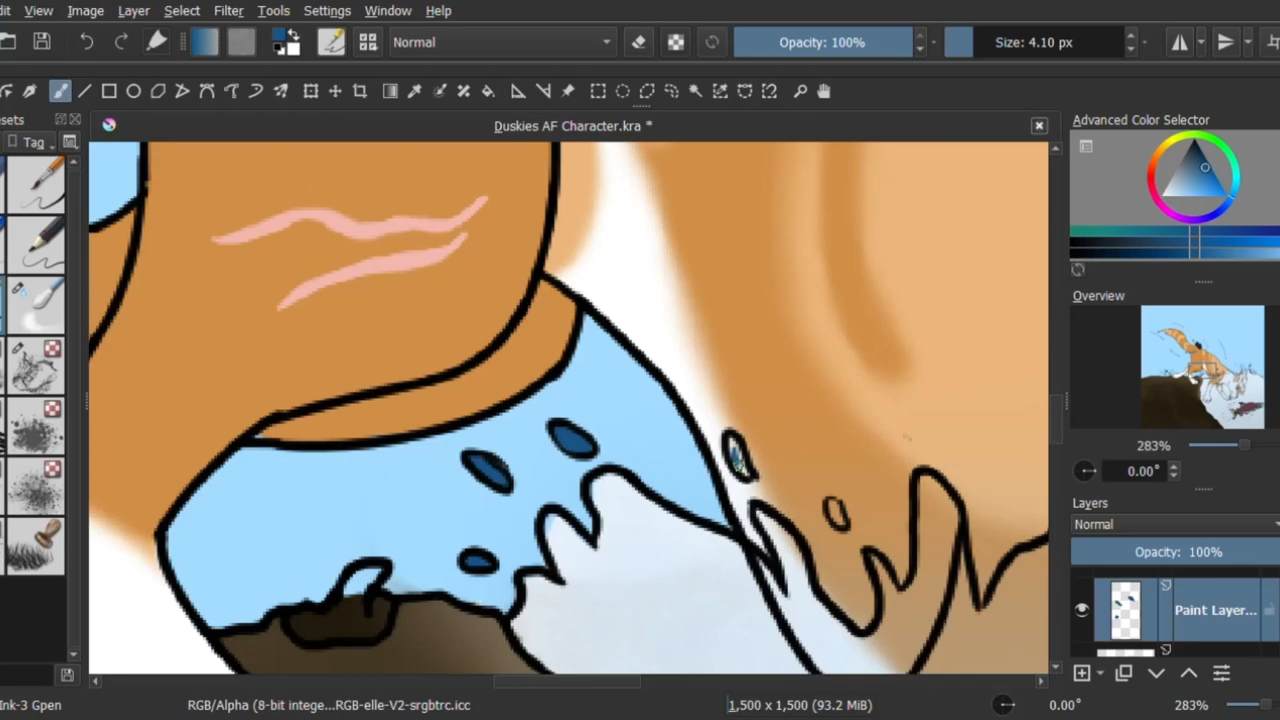 dit View Image Layer Select Filter Tools Settings Window Help
Normal Opacity: 100% Size: 4.10 px
esets
Tag
Duskies AF Character.kra *
Advanced Color Selector
Overview
283%
0.00°
Layers
Normal
Opacity: 100%
Paint Layer...
Ink-3 Gpen RGB/Alpha (8-bit intege...RGB-elle-V2-srgbtrc.icc 1,500 x 1,500 (93.2 MiB) 0.00° 283%